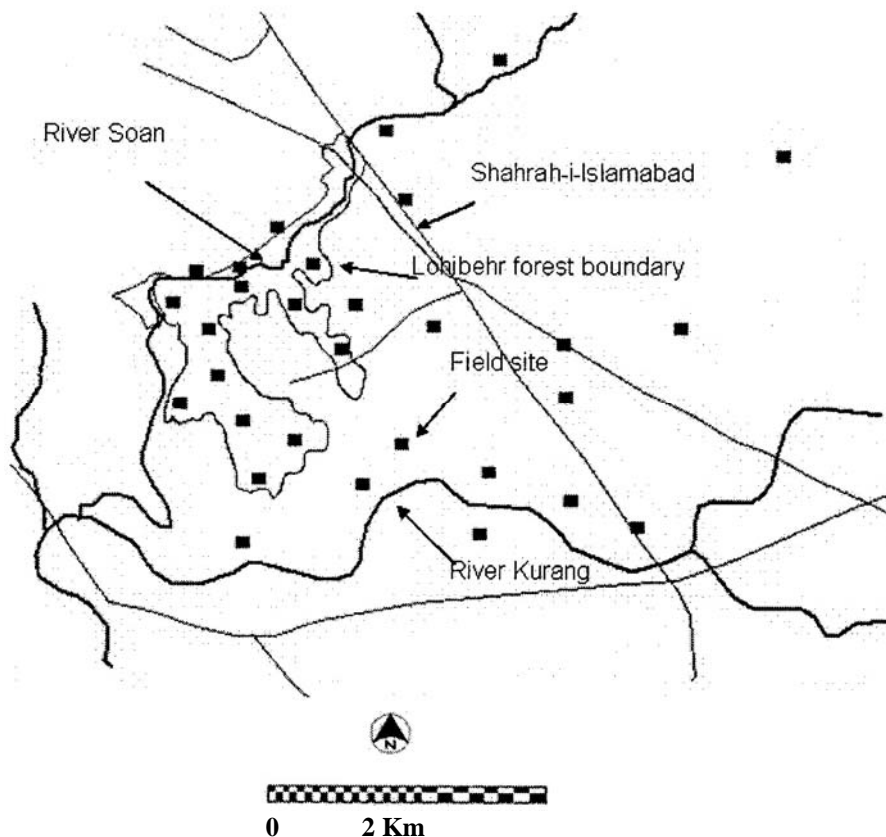 River Soan
Shahrah-i-Islamabad
Lohibehr forest boundary
Field site
River Kurang
N
0 2 Km